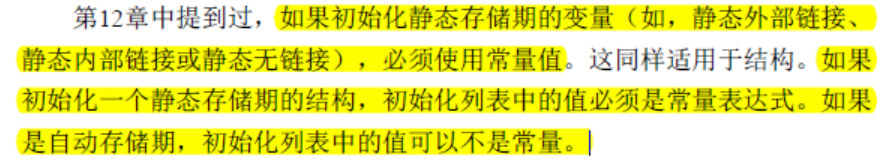 第12章中提到过，如果初始化静态存储期的变量（如，静态外部链接、
静态内部链接或静态无链接），必须使用常量值。这同样适用于结构。如果
初始化一个静态存储期的结构，初始化列表中的值必须是常量表达式。如果
是自动存储期，初始化列表中的值可以不是常量。